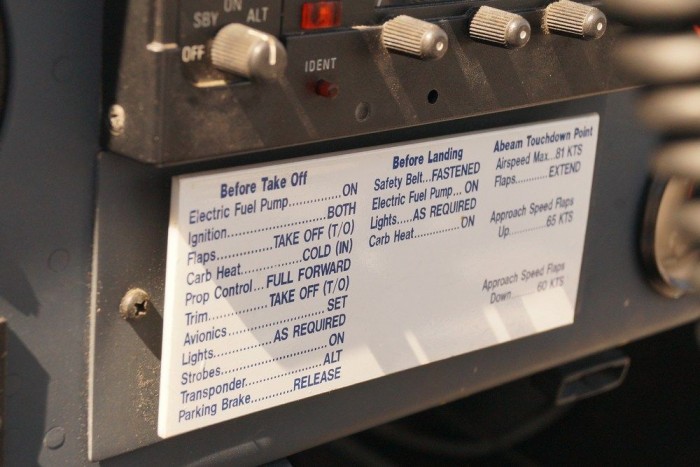 ON
SBY ALT
OFF
IDENT
Before Take Off
Electric Fuel Pump..............ON
Ignition..........................BOTH
Flaps..............TAKE OFF (T/O)
Carb Heat...............COLD (IN)
Prop Control...FULL FORWARD
Trim................TAKE OFF (T/O)
Avionics..........................SET
Lights................AS REQUIRED
Strobes............................ON
Transponder....................ALT
Parking Brake...........RELEASE
Before Landing
Safety Belt...FASTENED
Electric Fuel Pump... ON
Lights.....AS REQUIRED
Carb Heat............ON
Abeam Touchdown Point
Airspeed Max...81 KTS
Flaps............EXTEND
Approach Speed Flaps
Up.............65 KTS
Approach Speed Flaps
Down.........60 KTS